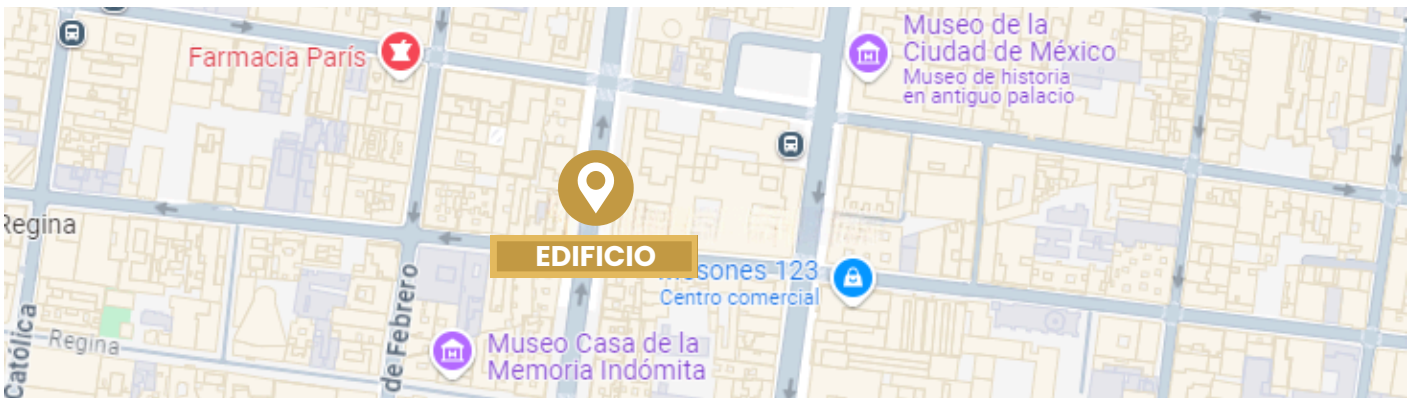 Farmacia París
Museo de la
Ciudad de México
Museo de historia
en antiguo palacio
Regina
EDIFICIO
Mesones 123
Centro comercial
de Febrero
Católica
Regina
Museo Casa de la
Memoria Indómita